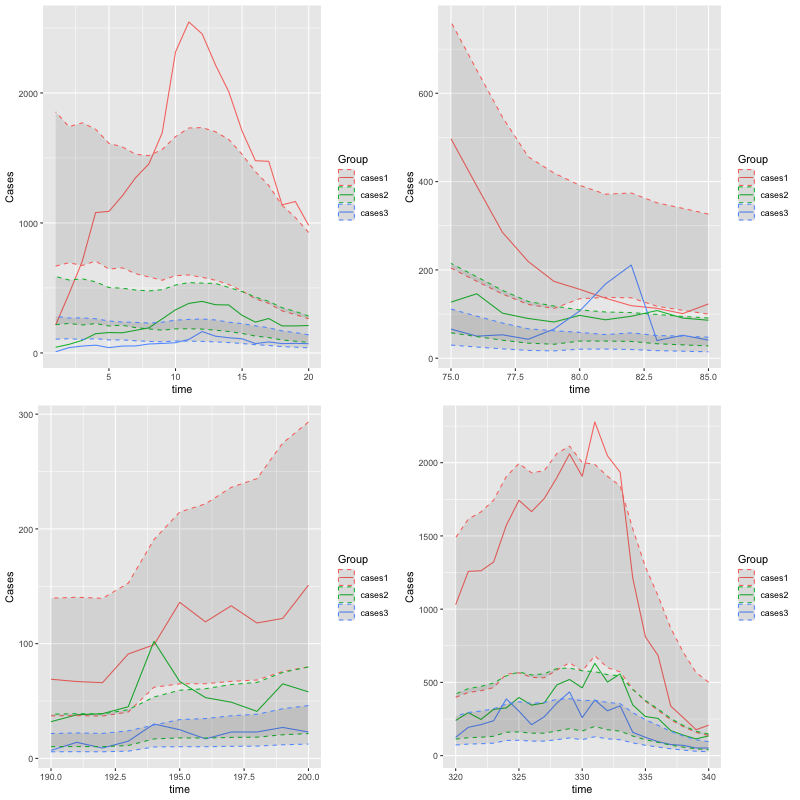 Cases
2000
1000
0
5
10
15
20
time
Group
cases1
cases2
cases3
Cases
600
400
200
0
75.0
77.5
80.0
82.5
85.0
time
Group
cases1
cases2
cases3
Cases
300
200
100
0
190.0
192.5
195.0
197.5
200.0
time
Group
cases1
cases2
cases3
Cases
2000
1500
1000
500
0
320
325
330
335
340
time
Group
cases1
cases2
cases3